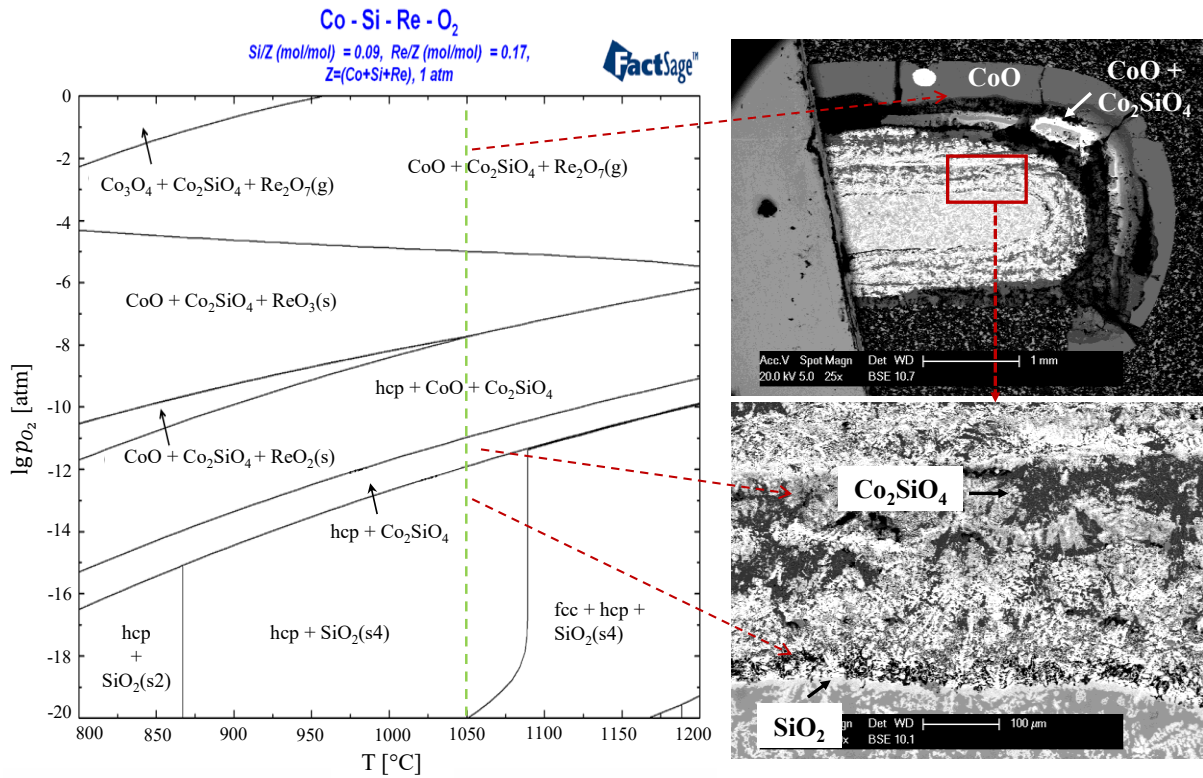 Co - Si - Re - O₂
Si/Z (mol/mol) = 0.09, Re/Z (mol/mol) = 0.17,
Z=(Co+Si+Re), 1 atm
FactSage™
lg p_O₂ [atm]
0
-2
-4
-6
-8
-10
-12
-14
-16
-18
-20
Co₃O₄ + Co₂SiO₄ + Re₂O₇(g)
CoO + Co₂SiO₄ + Re₂O₇(g)
CoO + Co₂SiO₄ + ReO₃(s)
hcp + CoO + Co₂SiO₄
CoO + Co₂SiO₄ + ReO₂(s)
hcp + Co₂SiO₄
hcp
+
SiO₂(s2)
hcp + SiO₂(s4)
fcc + hcp +
SiO₂(s4)
800
850
900
950
1000
1050
1100
1150
1200
T [°C]
CoO
CoO +
Co₂SiO₄
Acc.V Spot Magn Det WD
20.0 kV 5.0 25x BSE 10.7
1 mm
Co₂SiO₄
SiO₂
Magn Det WD
x BSE 10.1
100 µm